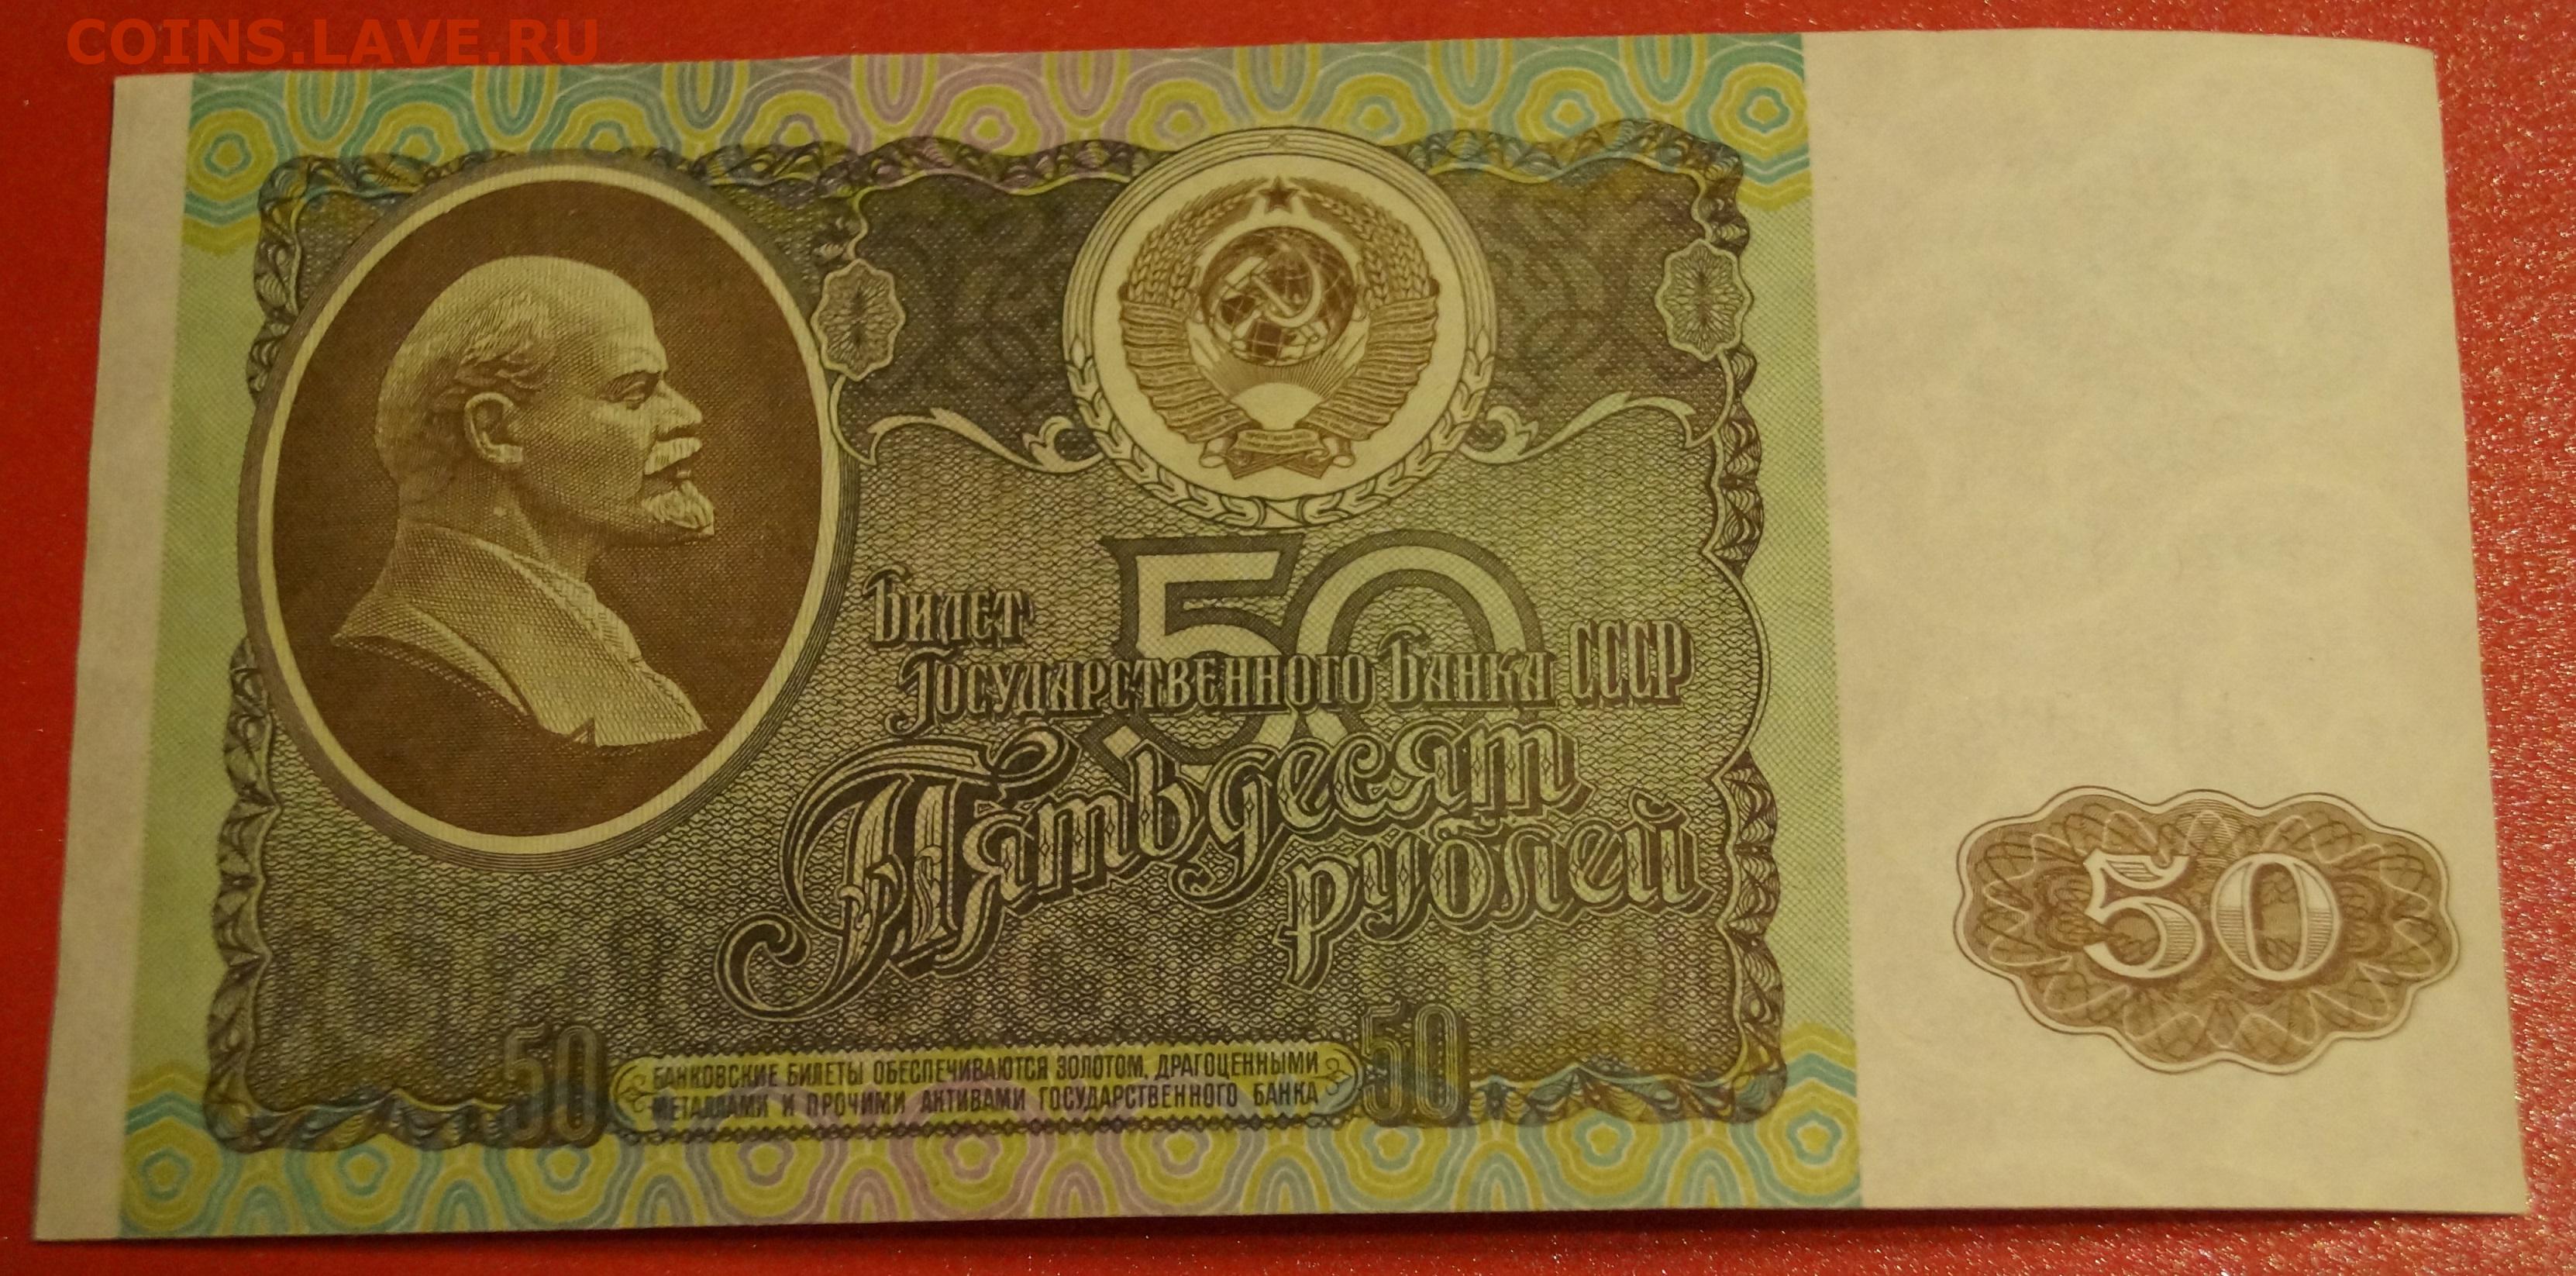 COINS.LAVE.RU
50
Билет
Государственного Банка СССР
Пятьдесят
рублей
50
50 БАНКОВСКИЕ БИЛЕТЫ ОБЕСПЕЧИВАЮТСЯ ЗОЛОТОМ, ДРАГОЦЕННЫМИ 50
МЕТАЛЛАМИ И ПРОЧИМИ АКТИВАМИ ГОСУДАРСТВЕННОГО БАНКА